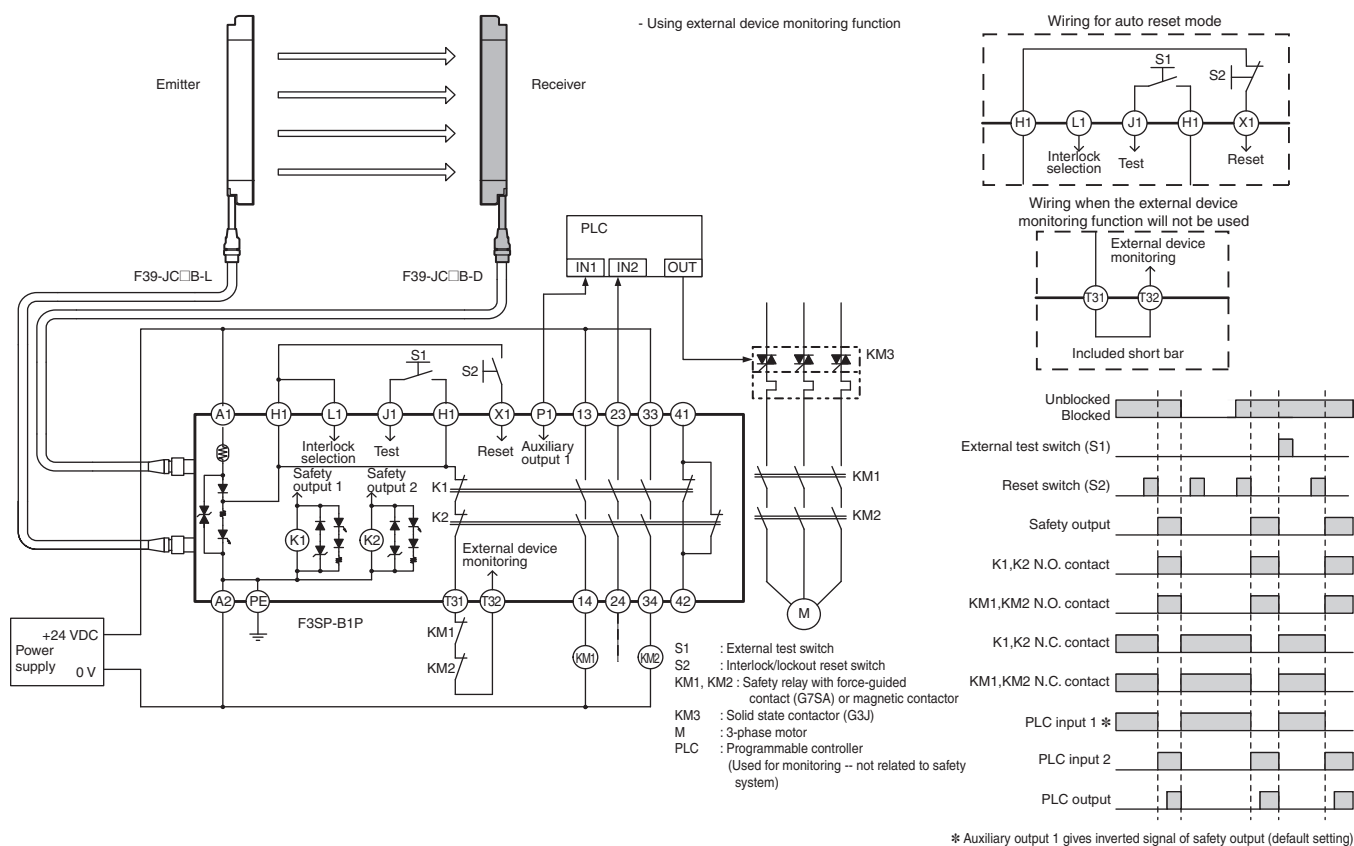 - Using external device monitoring function
Emitter
Receiver
F39-JC□B-L
F39-JC□B-D
PLC
IN1
IN2
OUT
KM3
S1
S2
A1
H1
L1
J1
H1
X1
P1
13
23
33
41
Interlock
selection
Test
Reset
Auxiliary
output 1
Safety
output 1
Safety
output 2
K1
K2
K1
K2
External device
monitoring
KM1
KM2
M
A2
PE
T31
T32
14
24
34
42
F3SP-B1P
KM1
KM2
KM1
KM2
+24 VDC
Power
supply
0 V
S1 : External test switch
S2 : Interlock/lockout reset switch
KM1, KM2 : Safety relay with force-guided
contact (G7SA) or magnetic contactor
KM3 : Solid state contactor (G3J)
M : 3-phase motor
PLC : Programmable controller
(Used for monitoring -- not related to safety
system)
Wiring for auto reset mode
S1
S2
H1
L1
J1
H1
X1
Interlock
selection
Test
Reset
Wiring when the external device
monitoring function will not be used
External device
monitoring
T31
T32
Included short bar
Unblocked
Blocked
External test switch (S1)
Reset switch (S2)
Safety output
K1,K2 N.O. contact
KM1,KM2 N.O. contact
K1,K2 N.C. contact
KM1,KM2 N.C. contact
PLC input 1 ✻
PLC input 2
PLC output
✻ Auxiliary output 1 gives inverted signal of safety output (default setting)